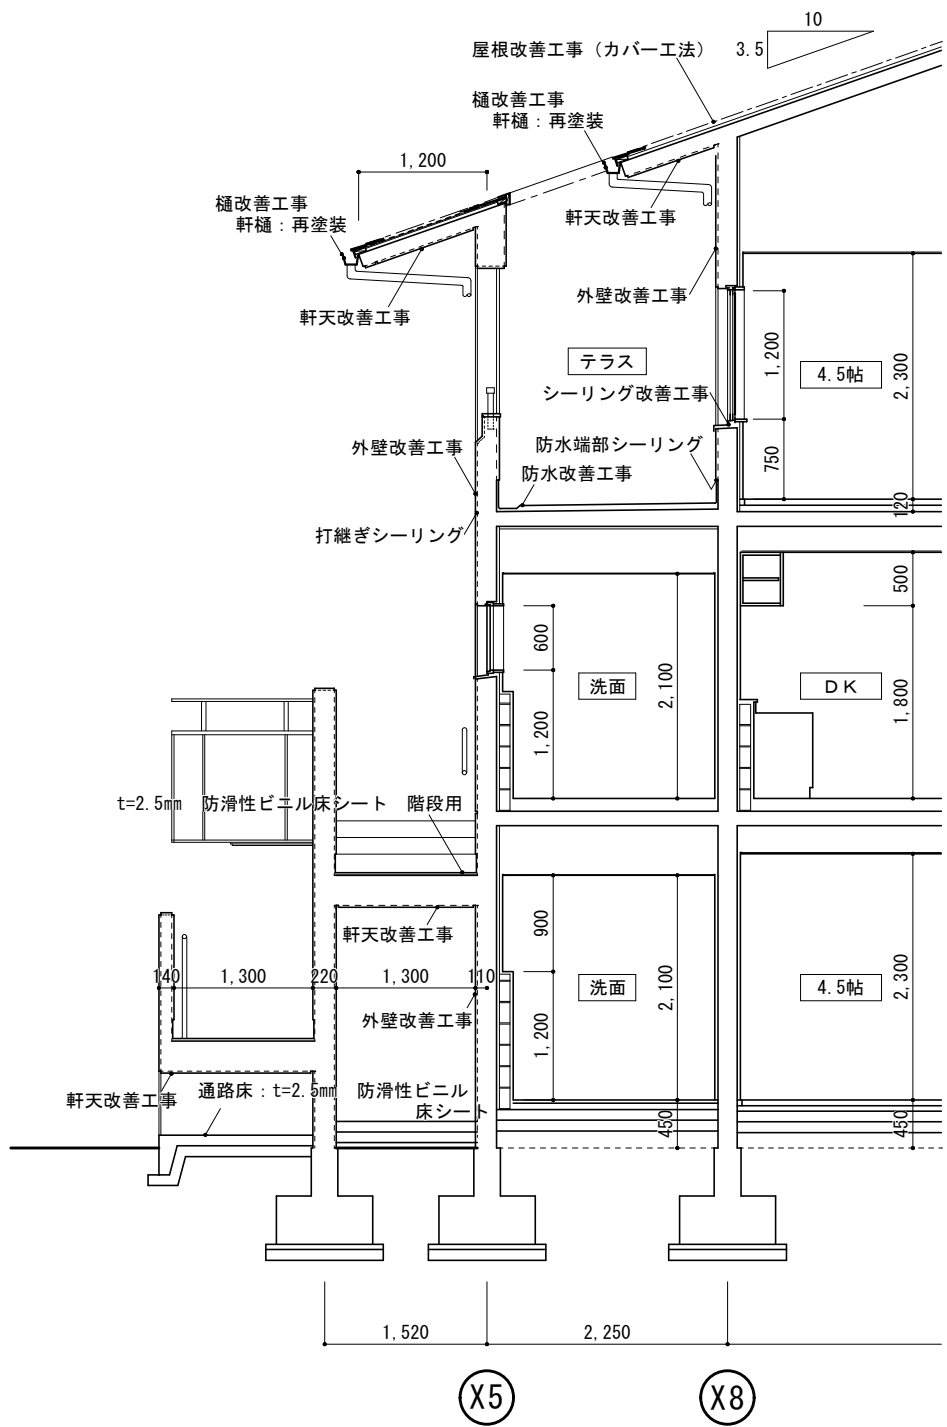 10
3.5
屋根改善工事（カバー工法）
樋改善工事
軒樋：再塗装
1,200
樋改善工事
軒樋：再塗装
軒天改善工事
軒天改善工事
外壁改善工事
テラス
1,200
4.5帖
2,300
シーリング改善工事
外壁改善工事
防水端部シーリング
防水改善工事
750
120
打継ぎシーリング
500
600
洗面
2,100
DK
1,800
1,200
t=2.5mm 防滑性ビニル床シート 階段用
軒天改善工事
900
140
1,300
220
1,300
110
洗面
2,100
4.5帖
2,300
外壁改善工事
1,200
軒天改善工事
通路床：t=2.5mm 防滑性ビニル
床シート
450
450
1,520
2,250
X5
X8